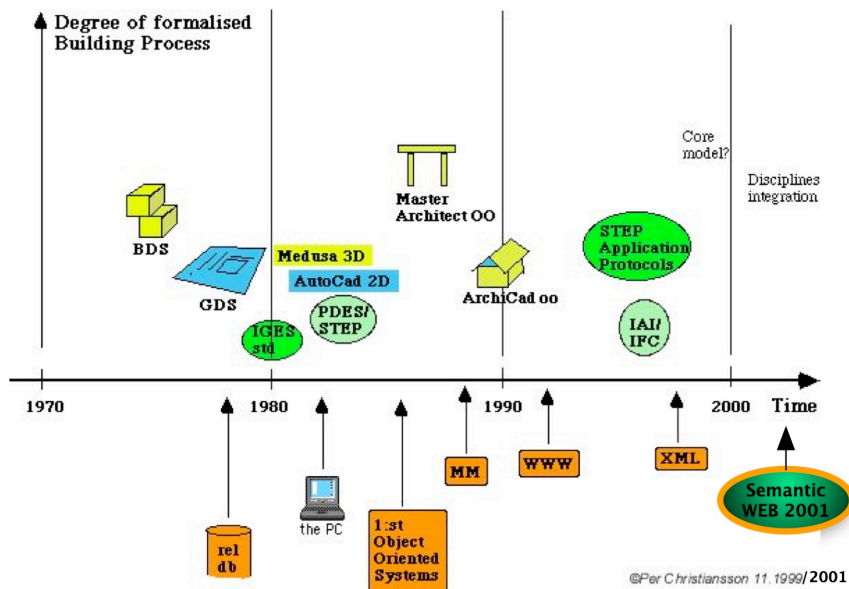 Degree of formalised
Building Process
Core
model?
Disciplines
integration
Master
Architect OO
BDS
STEP
Application
Protocols
Medusa 3D
AutoCad 2D
GDS
ArchiCad oo
PDES/
STEP
IGES
std
IAI/
IFC
1970
1980
1990
2000
Time
MM
WWW
XML
Semantic
WEB 2001
the PC
rel
db
1:st
Object
Oriented
Systems
©Per Christiansson 11.1999/2001